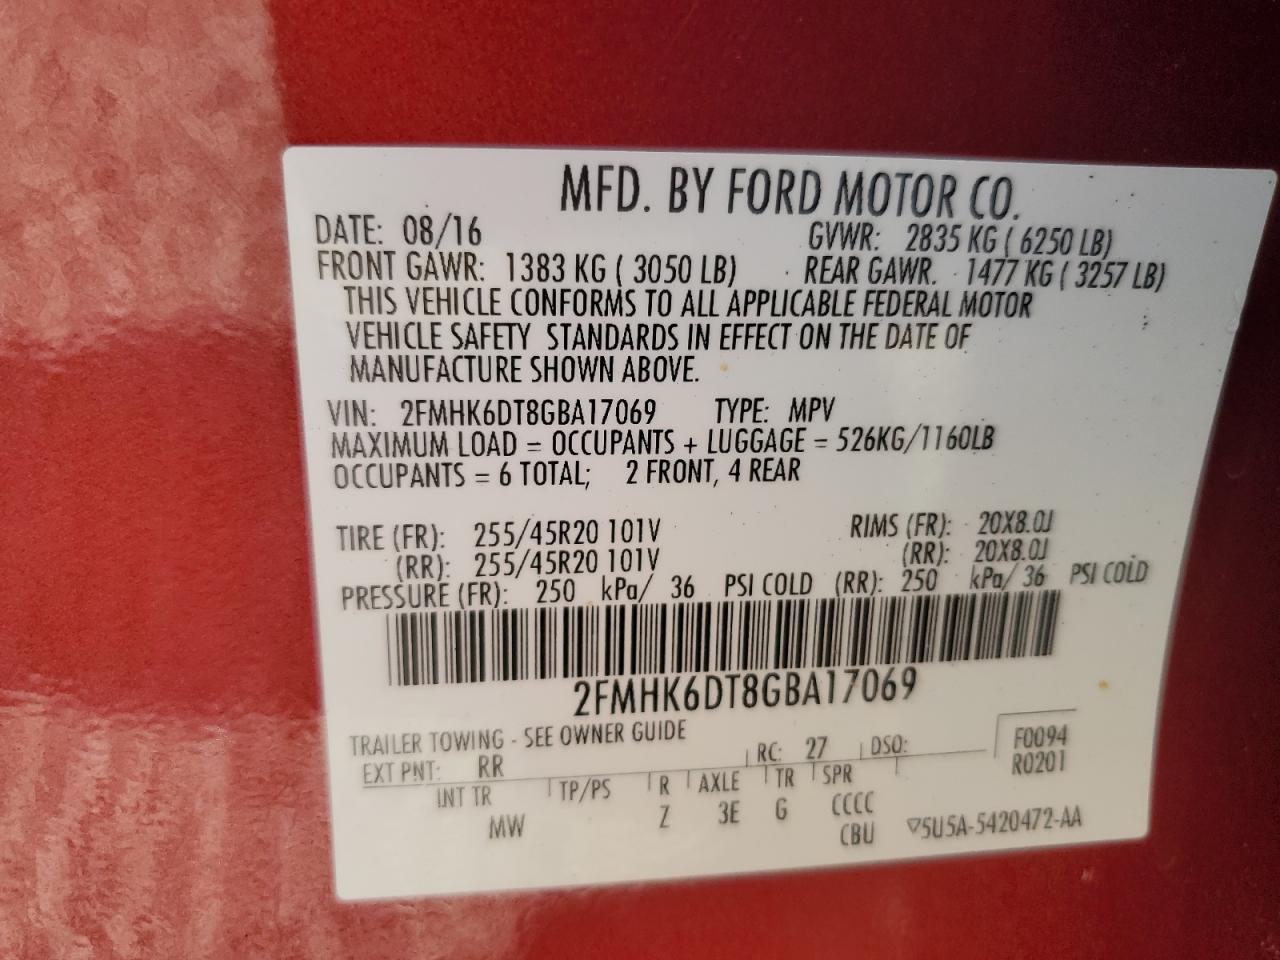 MFD. BY FORD MOTOR CO.
DATE: 08/16 GVWR: 2835 KG ( 6250 LB)
FRONT GAWR: 1383 KG ( 3050 LB) REAR GAWR. 1477 KG ( 3257 LB)
THIS VEHICLE CONFORMS TO ALL APPLICABLE FEDERAL MOTOR
VEHICLE SAFETY STANDARDS IN EFFECT ON THE DATE OF
MANUFACTURE SHOWN ABOVE.
VIN: 2FMHK6DT8GBA17069 TYPE: MPV
MAXIMUM LOAD = OCCUPANTS + LUGGAGE = 526KG/1160LB
OCCUPANTS = 6 TOTAL; 2 FRONT, 4 REAR
TIRE (FR): 255/45R20 101V RIMS (FR): 20X8.0J
(RR): 255/45R20 101V (RR): 20X8.0J
PRESSURE (FR): 250 kPa/ 36 PSI COLD (RR): 250 kPa/ 36 PSI COLD
2FMHK6DT8GBA17069
TRAILER TOWING - SEE OWNER GUIDE
EXT PNT: RR RC: 27 DSO: F0094
R0201
INT TR TP/PS R AXLE TR SPR
MW Z 3E G CCCC
CBU ▽5U5A-5420472-AA